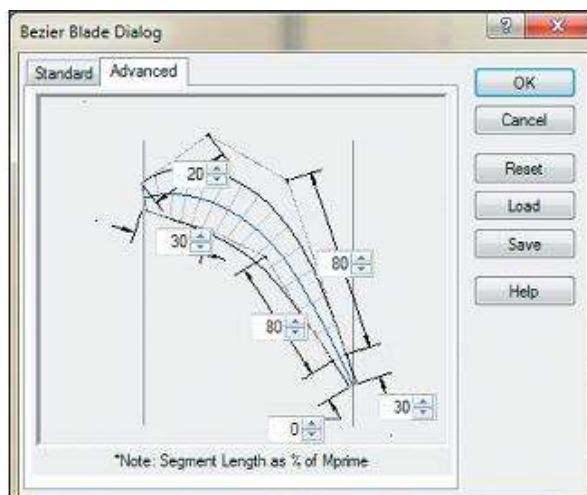 Bezier Blade Dialog
Standard
Advanced
OK
Cancel
Reset
Load
Save
Help
20
30
80
80
30
0
*Note: Segment Length as % of Mprime